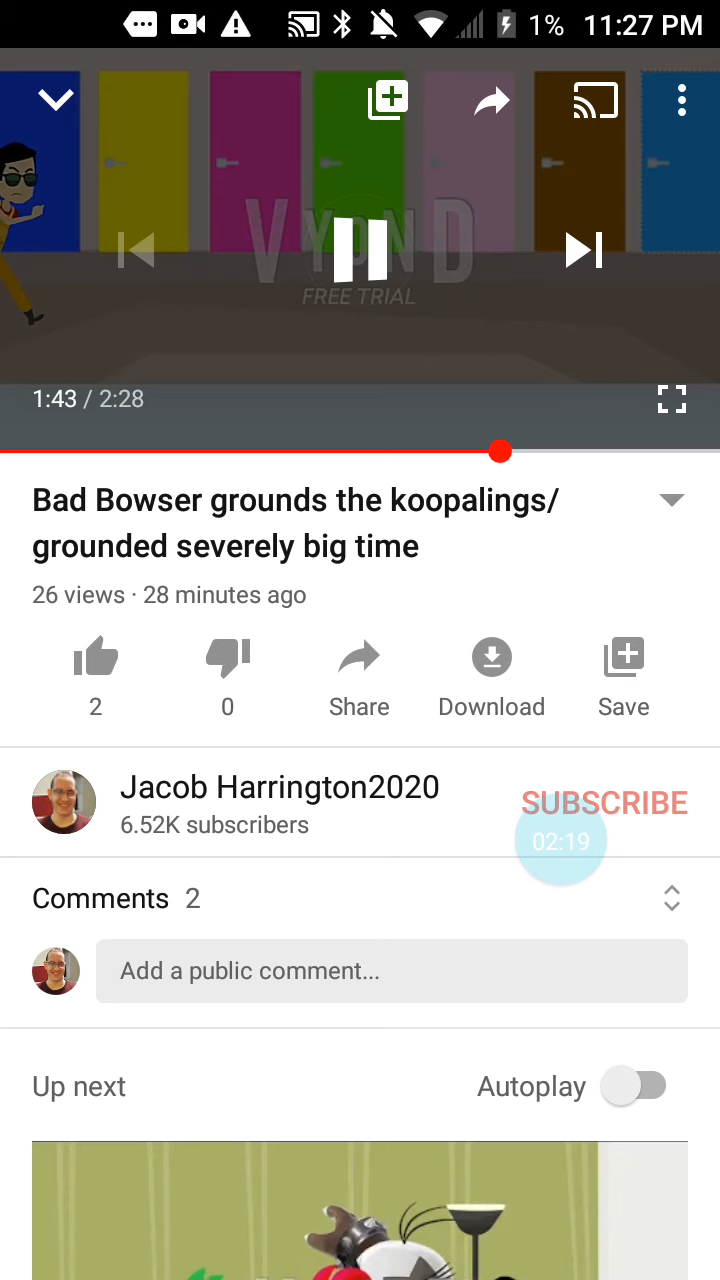 1% 11:27 PM
VYOND
FREE TRIAL
1:43 / 2:28
Bad Bowser grounds the koopalings/
grounded severely big time
26 views · 28 minutes ago
2 0 Share Download Save
Jacob Harrington2020
6.52K subscribers
SUBSCRIBE
02:19
Comments 2
Add a public comment...
Up next Autoplay